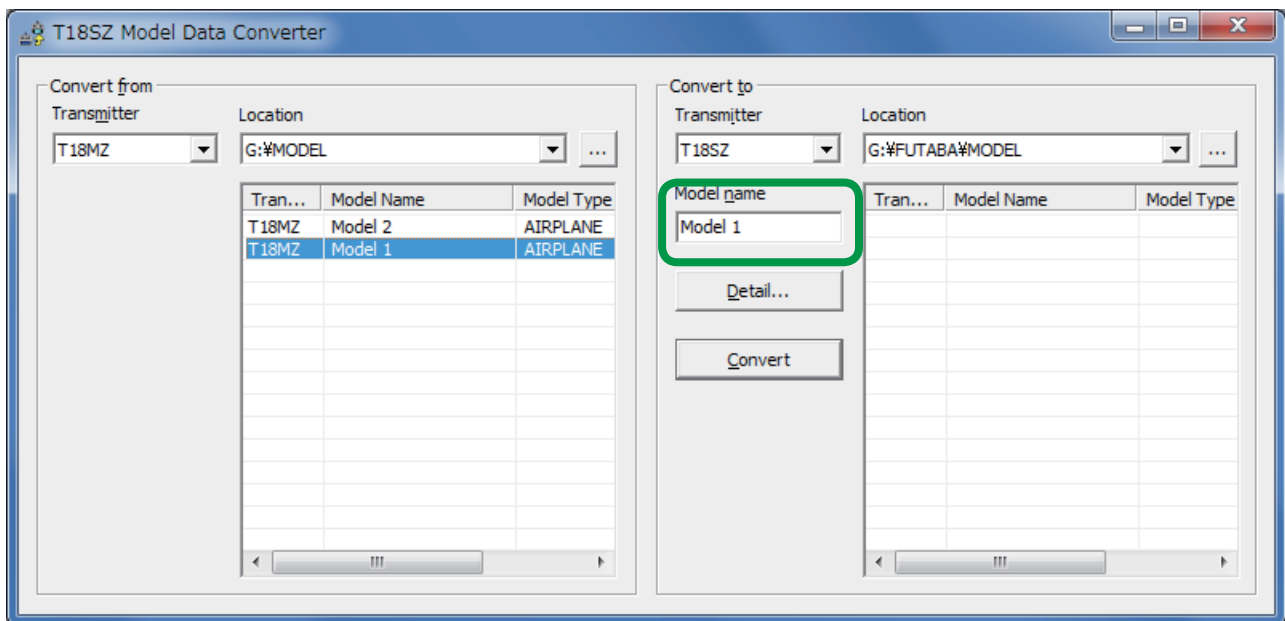 T18SZ Model Data Converter
Convert from
Transmitter
Location
T18MZ
G:¥MODEL
...
Tran... Model Name Model Type
T18MZ Model 2 AIRPLANE
T18MZ Model 1 AIRPLANE
Convert to
Transmitter
Location
T18SZ
G:¥FUTABA¥MODEL
...
Model name
Model 1
Detail...
Convert
Tran... Model Name Model Type